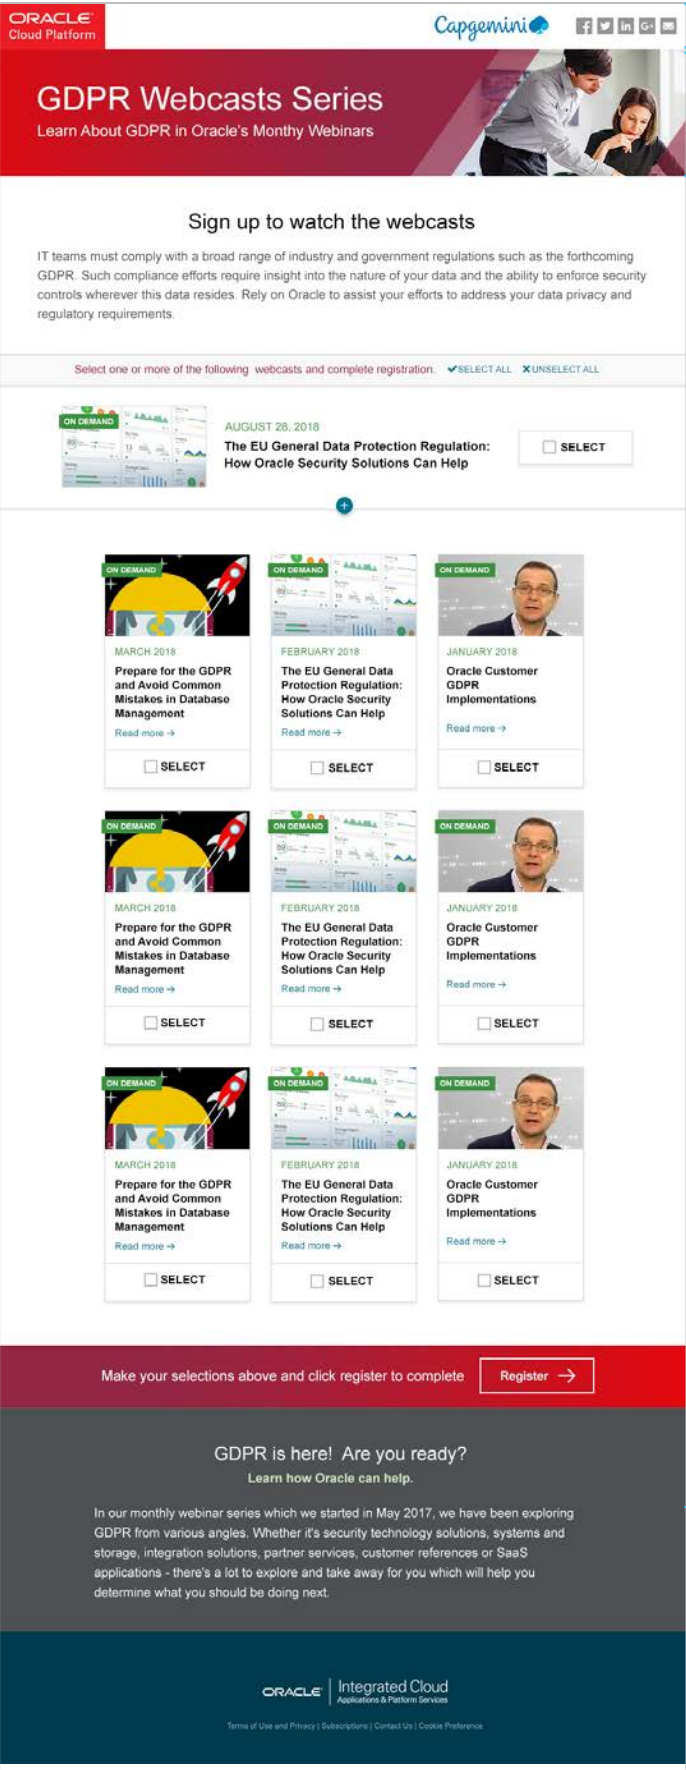 ORACLE
Cloud Platform
Capgemini
GDPR Webcasts Series
Learn About GDPR in Oracle's Monthy Webinars
Sign up to watch the webcasts
IT teams must comply with a broad range of industry and government regulations such as the forthcoming
GDPR. Such compliance efforts require insight into the nature of your data and the ability to enforce security
controls wherever this data resides. Rely on Oracle to assist your efforts to address your data privacy and
regulatory requirements.
Select one or more of the following webcasts and complete registration. SELECT ALL UNSELECT ALL
ON DEMAND
AUGUST 28, 2018
The EU General Data Protection Regulation:
How Oracle Security Solutions Can Help
SELECT
ON DEMAND
MARCH 2018
Prepare for the GDPR
and Avoid Common
Mistakes in Database
Management
Read more →
SELECT
ON DEMAND
FEBRUARY 2018
The EU General Data
Protection Regulation:
How Oracle Security
Solutions Can Help
Read more →
SELECT
ON DEMAND
JANUARY 2018
Oracle Customer
GDPR
Implementations
Read more →
SELECT
ON DEMAND
MARCH 2018
Prepare for the GDPR
and Avoid Common
Mistakes in Database
Management
Read more →
SELECT
ON DEMAND
FEBRUARY 2018
The EU General Data
Protection Regulation:
How Oracle Security
Solutions Can Help
Read more →
SELECT
ON DEMAND
JANUARY 2018
Oracle Customer
GDPR
Implementations
Read more →
SELECT
ON DEMAND
MARCH 2018
Prepare for the GDPR
and Avoid Common
Mistakes in Database
Management
Read more →
SELECT
ON DEMAND
FEBRUARY 2018
The EU General Data
Protection Regulation:
How Oracle Security
Solutions Can Help
Read more →
SELECT
ON DEMAND
JANUARY 2018
Oracle Customer
GDPR
Implementations
Read more →
SELECT
Make your selections above and click register to complete
Register →
GDPR is here! Are you ready?
Learn how Oracle can help.
In our monthly webinar series which we started in May 2017, we have been exploring
GDPR from various angles. Whether it's security technology solutions, systems and
storage, integration solutions, partner services, customer references or SaaS
applications - there's a lot to explore and take away for you which will help you
determine what you should be doing next.
ORACLE
Integrated Cloud
Applications & Platform Services
Terms of Use and Privacy | Subscriptions | Contact Us | Cookie Preference